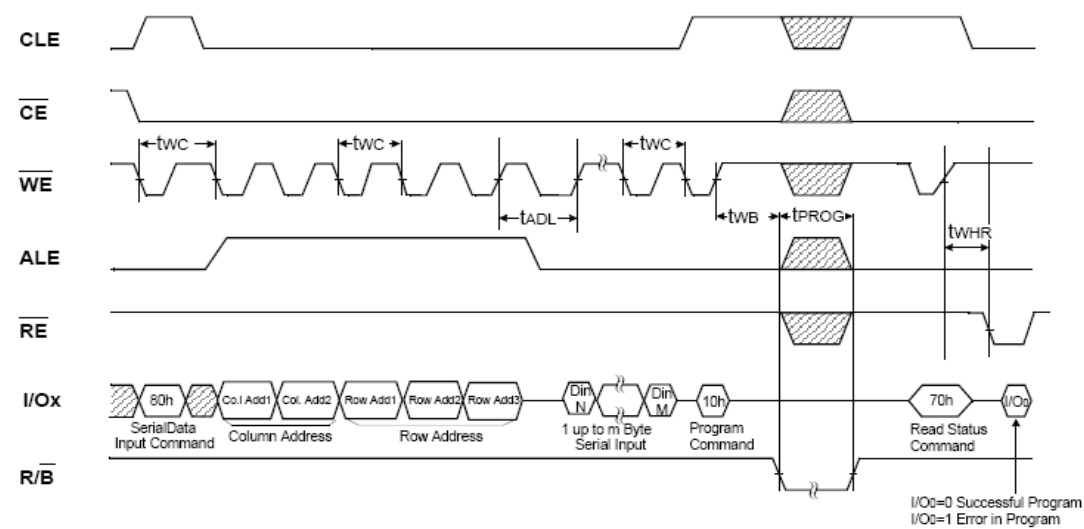 CLE
CE
tWC tWC tWC
WE
tADL tWB tPROG
tWHR
ALE
RE
I/Ox 80h Co.l Add1 Col. Add2 Row Add1 Row Add2 Row Add3 Din N Din M 10h 70h I/O0
SerialData
Input Command
Column Address
Row Address
1 up to m Byte
Serial Input
Program
Command
Read Status
Command
R/B
I/O0=0 Successful Program
I/O0=1 Error in Program